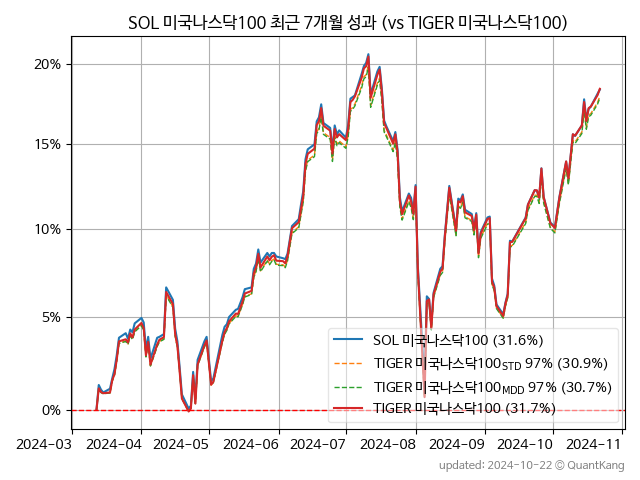 SOL 미국나스닥100 최근 7개월 성과 (vs TIGER 미국나스닥100)
20%
15%
10%
5%
0%
SOL 미국나스닥100 (31.6%)
TIGER 미국나스닥100STD 97% (30.9%)
TIGER 미국나스닥100MDD 97% (30.7%)
TIGER 미국나스닥100 (31.7%)
2024-03 2024-04 2024-05 2024-06 2024-07 2024-08 2024-09 2024-10 2024-11
updated: 2024-10-22 © QuantKang